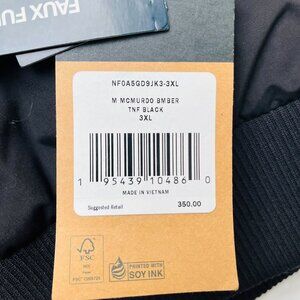 FAUX FU
NF0A5GD9JK3-3XL
M MCMURDO BMBER
TNF BLACK
3XL
1 95439 10486 0
MADE IN VIETNAM
Suggested Retail 350.00
FSC
PRINTED WITH
SOY INK